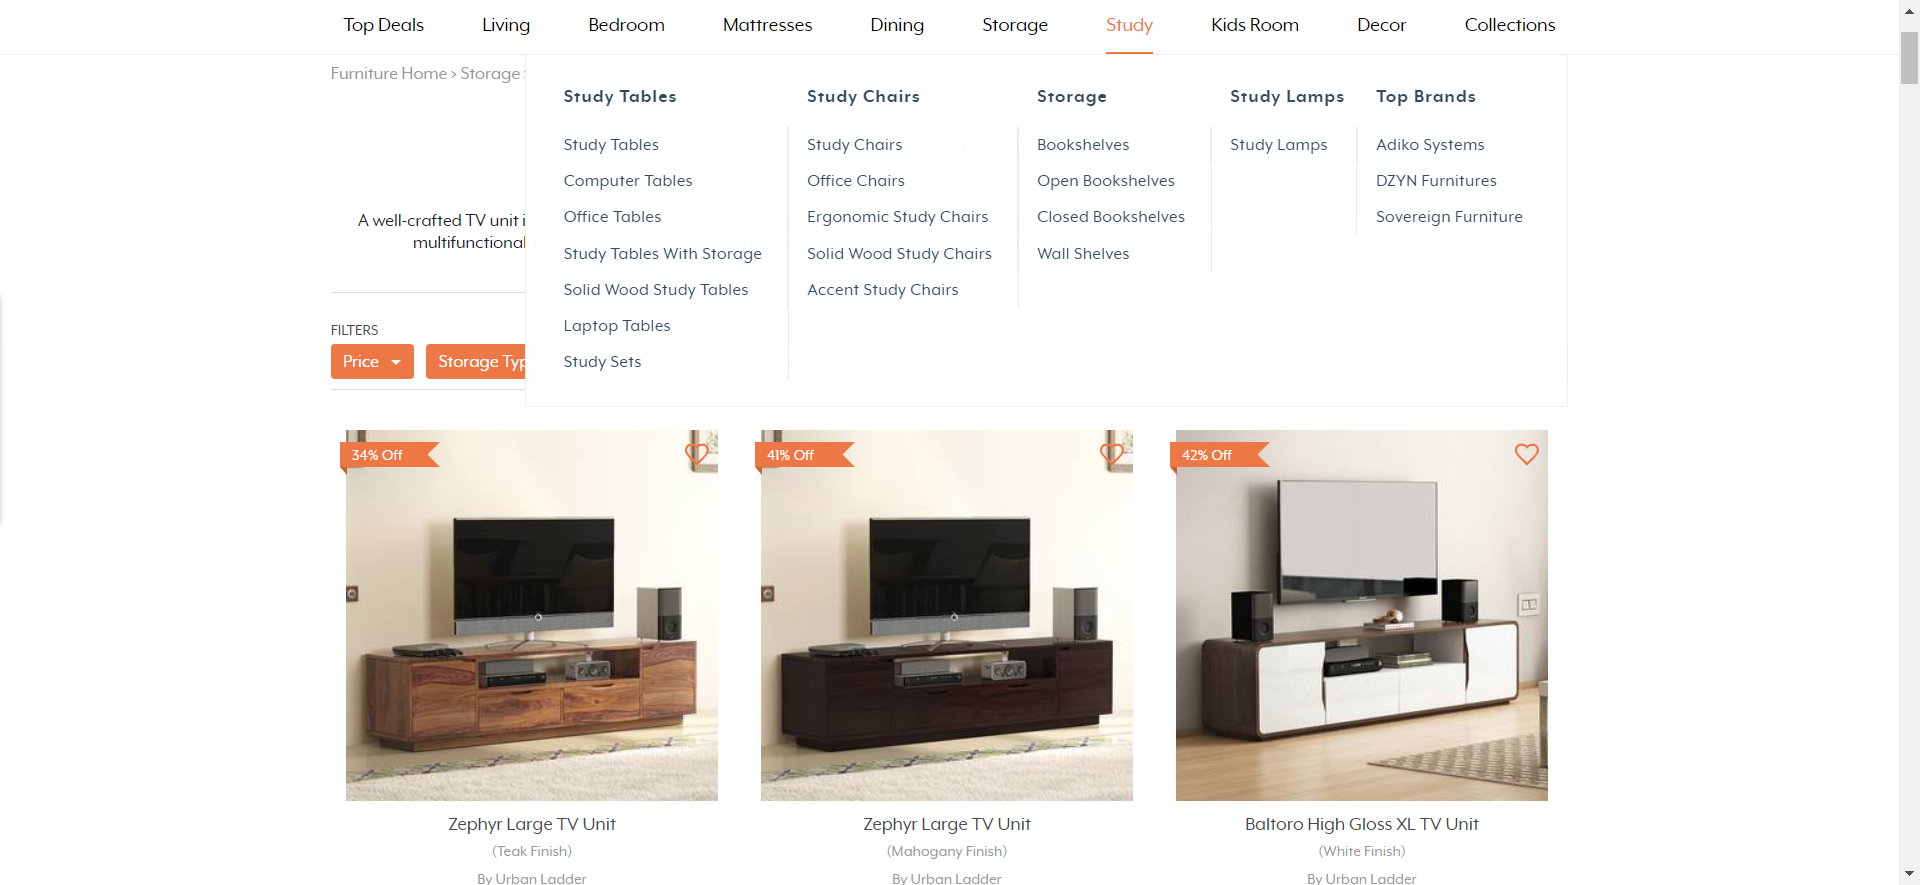 Top Deals Living Bedroom Mattresses Dining Storage Study Kids Room Decor Collections
Furniture Home > Storage
Study Tables
Study Tables
Computer Tables
Office Tables
Study Tables With Storage
Solid Wood Study Tables
Laptop Tables
Study Sets
Study Chairs
Study Chairs
Office Chairs
Ergonomic Study Chairs
Solid Wood Study Chairs
Accent Study Chairs
Storage
Bookshelves
Open Bookshelves
Closed Bookshelves
Wall Shelves
Study Lamps
Study Lamps
Top Brands
Adiko Systems
DZYN Furnitures
Sovereign Furniture
A well-crafted TV unit
multifunctional
FILTERS
Price
Storage Typ
34% Off
41% Off
42% Off
Zephyr Large TV Unit
(Teak Finish)
By Urban Ladder
Zephyr Large TV Unit
(Mahogany Finish)
By Urban Ladder
Baltoro High Gloss XL TV Unit
(White Finish)
By Urban Ladder